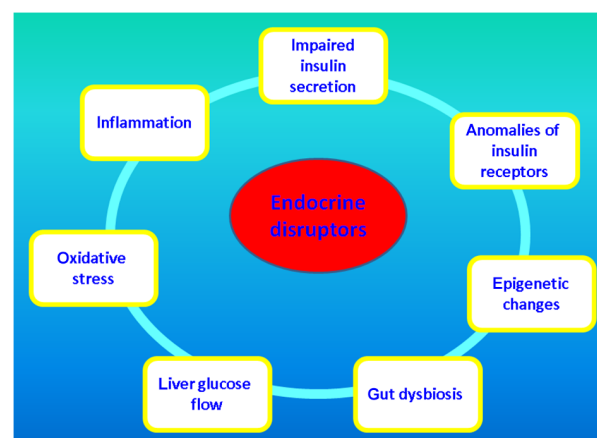 Impaired
insulin
secretion
Inflammation
Anomalies of
insulin
receptors
Endocrine
disruptors
Oxidative
stress
Epigenetic
changes
Liver glucose
flow
Gut dysbiosis